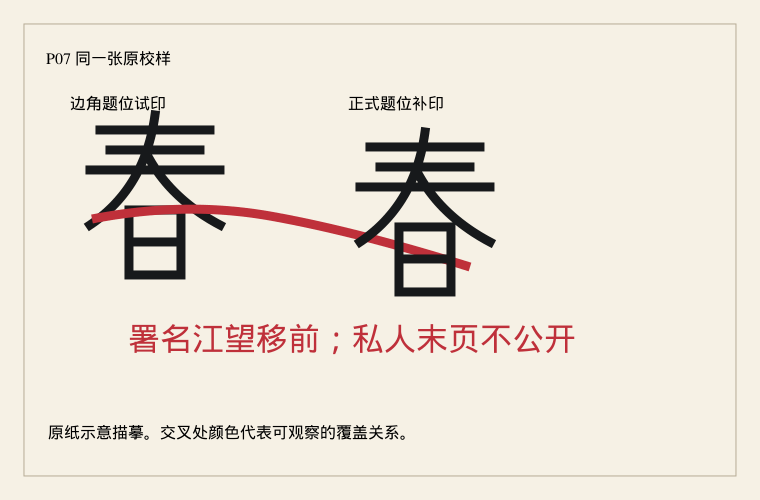 P07 同一张原校样
边角题位试印
正式题位补印
春
春
署名江望移前；私人末页不公开
原纸示意描摹。交叉处颜色代表可观察的覆盖关系。